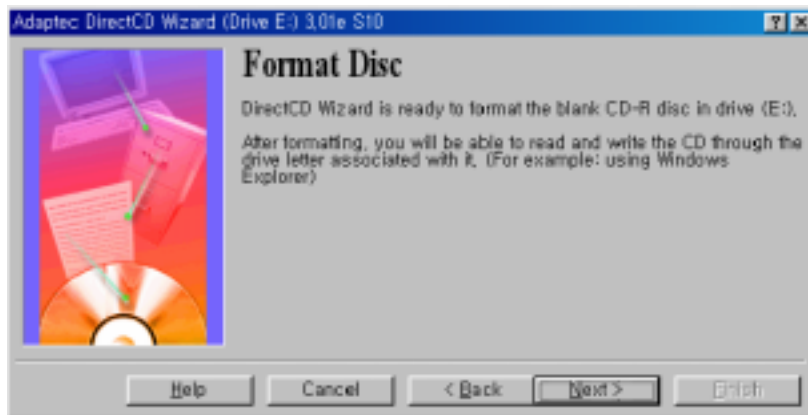 Adaptec DirectCD Wizard (Drive E:) 3,01e S10
Format Disc
DirectCD Wizard is ready to format the blank CD-R disc in drive (E:),
After formatting, you will be able to read and write the CD through the
drive letter associated with it, (For example: using Windows
Explorer)
Help
Cancel
< Back
Next >
Finish